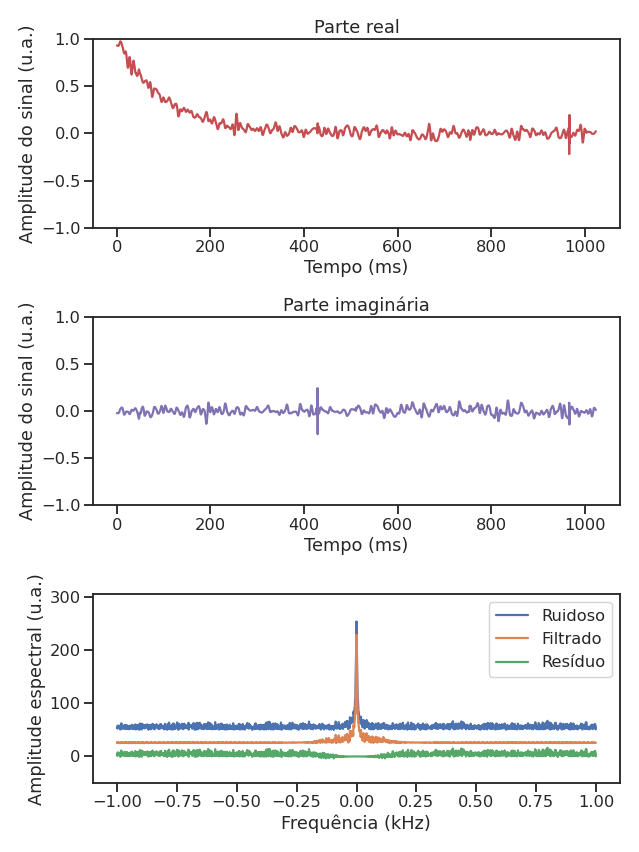 Parte real
Amplitude do sinal (u.a.)
1.0
0.5
0.0
−0.5
−1.0
0 200 400 600 800 1000
Tempo (ms)
Parte imaginária
Amplitude do sinal (u.a.)
1.0
0.5
0.0
−0.5
−1.0
0 200 400 600 800 1000
Tempo (ms)
Amplitude espectral (u.a.)
300
200
100
0
Ruidoso
Filtrado
Resíduo
−1.00 −0.75 −0.50 −0.25 0.00 0.25 0.50 0.75 1.00
Frequência (kHz)